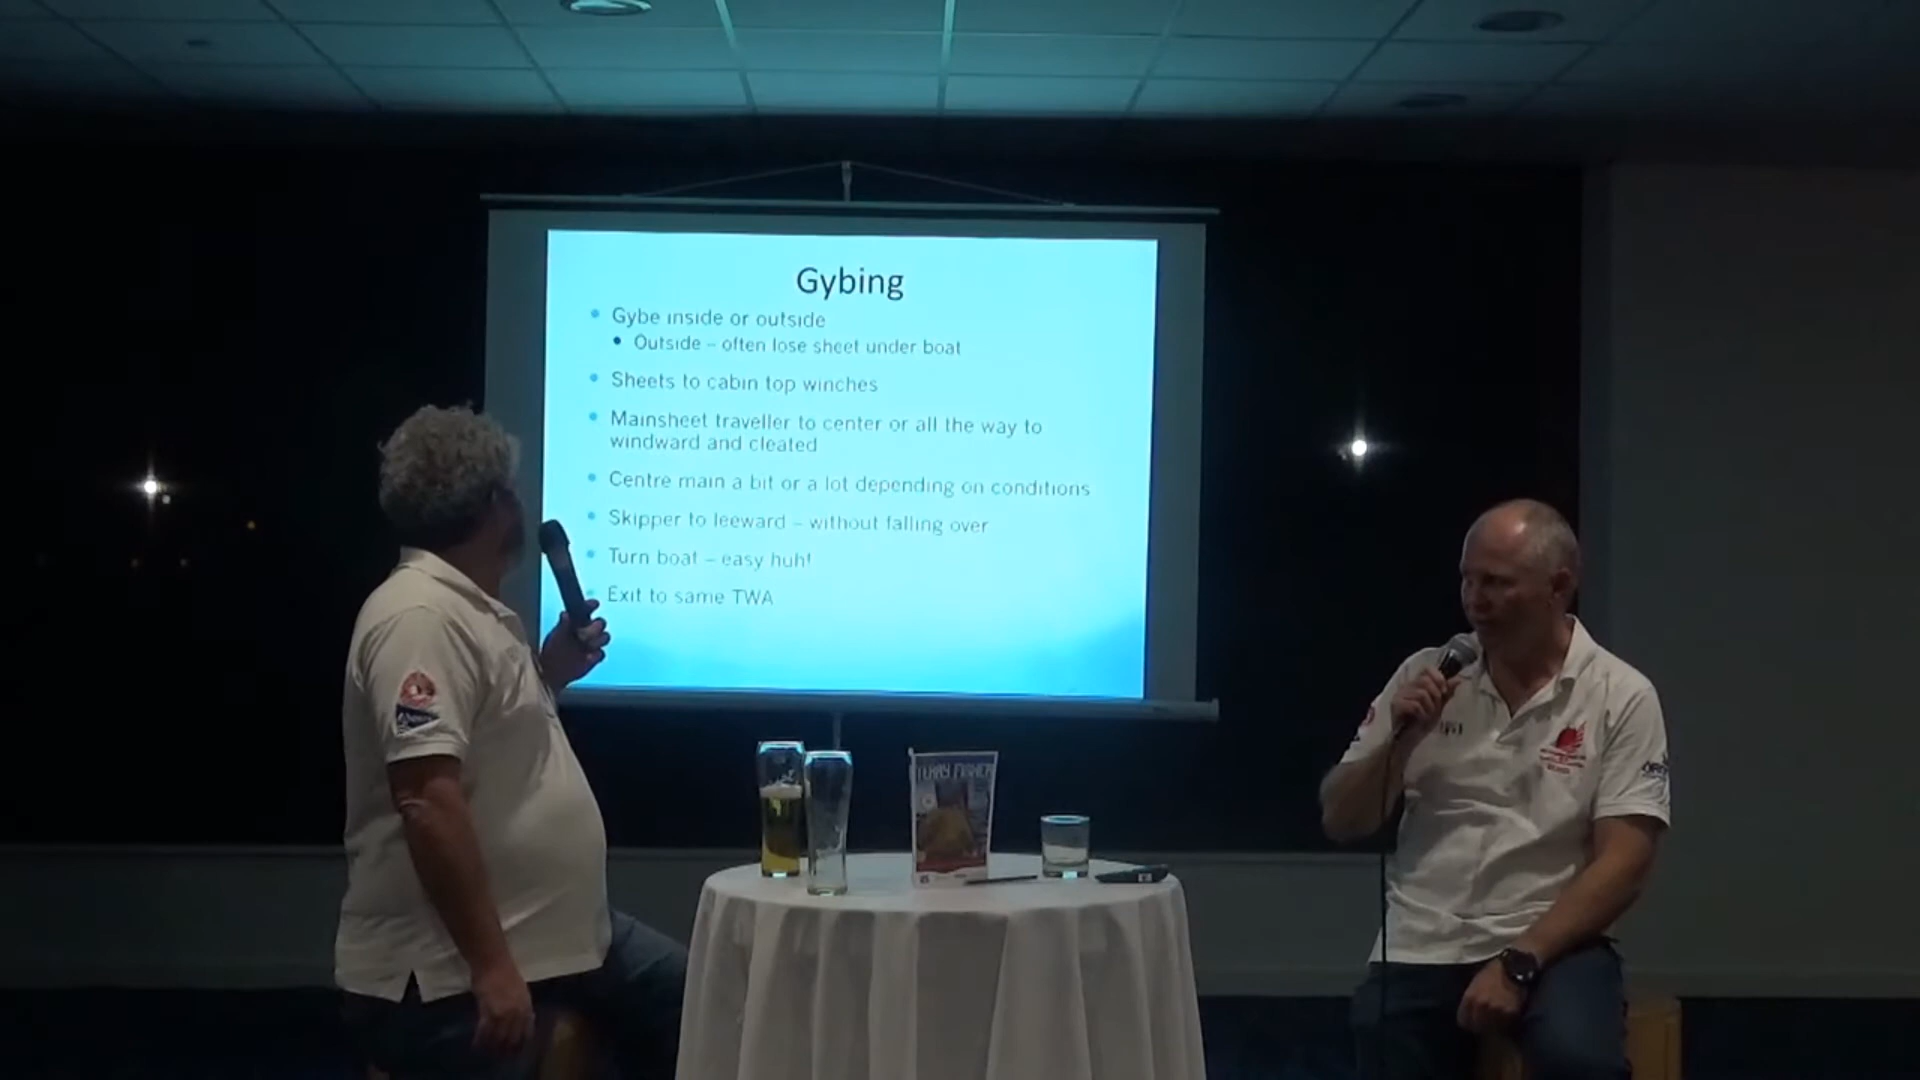 Gybing
• Gybe inside or outside
• Outside – often lose sheet under boat
• Sheets to cabin top winches
• Mainsheet traveller to center or all the way to
windward and cleated
• Centre main a bit or a lot depending on conditions
• Skipper to leeward – without falling over
• Turn boat – easy huh!
• Exit to same TWA